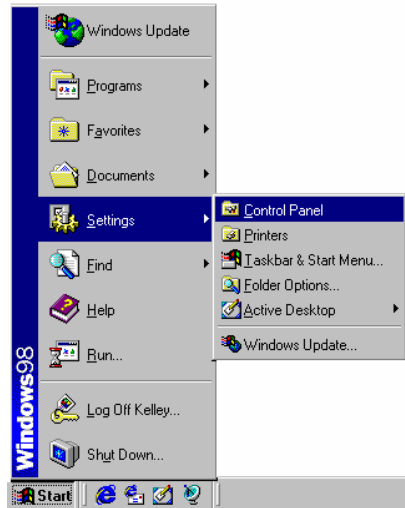 Windows Update
Programs
Favorites
Documents
Settings
Control Panel
Printers
Taskbar & Start Menu...
Folder Options...
Active Desktop
Windows Update...
Find
Help
Run...
Log Off Kelley...
Shut Down...
Windows98
Start